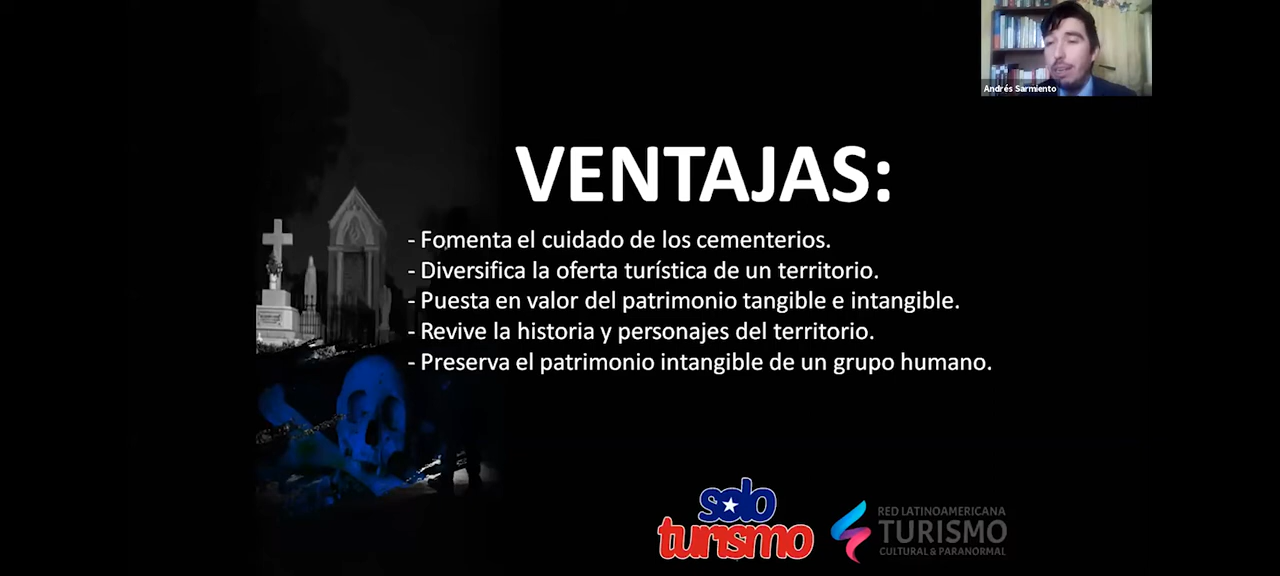 Andrés Sarmiento
VENTAJAS:
- Fomenta el cuidado de los cementerios.
- Diversifica la oferta turística de un territorio.
- Puesta en valor del patrimonio tangible e intangible.
- Revive la historia y personajes del territorio.
- Preserva el patrimonio intangible de un grupo humano.
solo
turismo
RED LATINOAMERICANA
TURISMO
CULTURAL & PARANORMAL